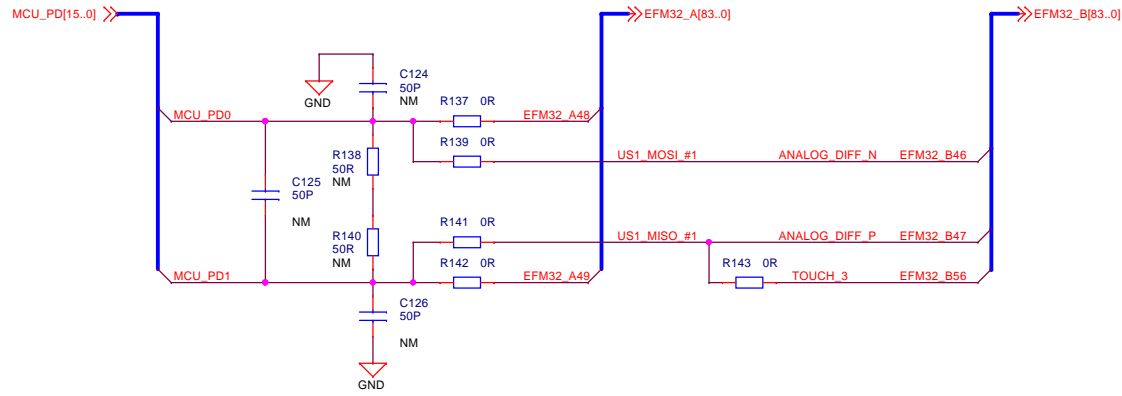 MCU_PD[15..0]
EFM32_A[83..0]
EFM32_B[83..0]
C124
50P
NM
GND
R137 0R
MCU_PD0
EFM32_A48
R139 0R
R138
50R
NM
US1_MOSI_#1
ANALOG_DIFF_N
EFM32_B46
C125
50P
NM
R141 0R
R140
50R
NM
US1_MISO_#1
ANALOG_DIFF_P
EFM32_B47
R142 0R
R143 0R
MCU_PD1
EFM32_A49
TOUCH_3
EFM32_B56
C126
50P
NM
GND